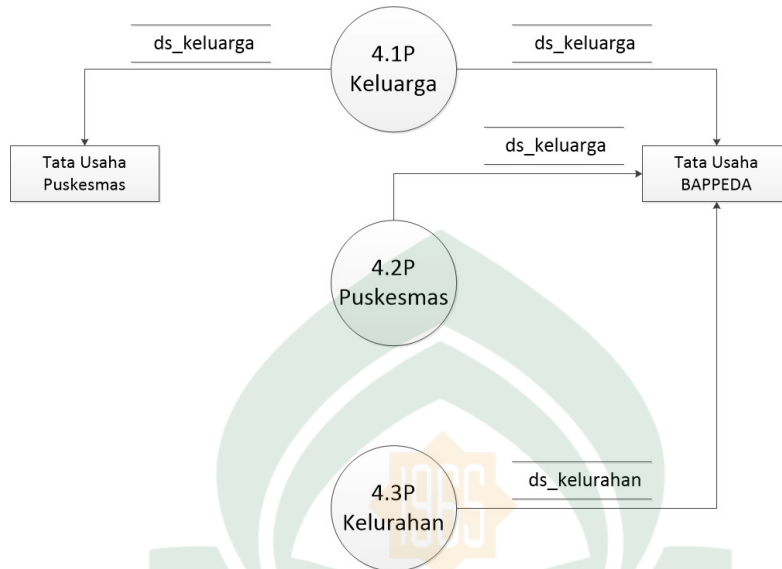 ds_keluarga
4.1P
Keluarga
ds_keluarga
Tata Usaha
Puskesmas
ds_keluarga
Tata Usaha
BAPPEDA
4.2P
Puskesmas
4.3P
Kelurahan
ds_kelurahan
1965